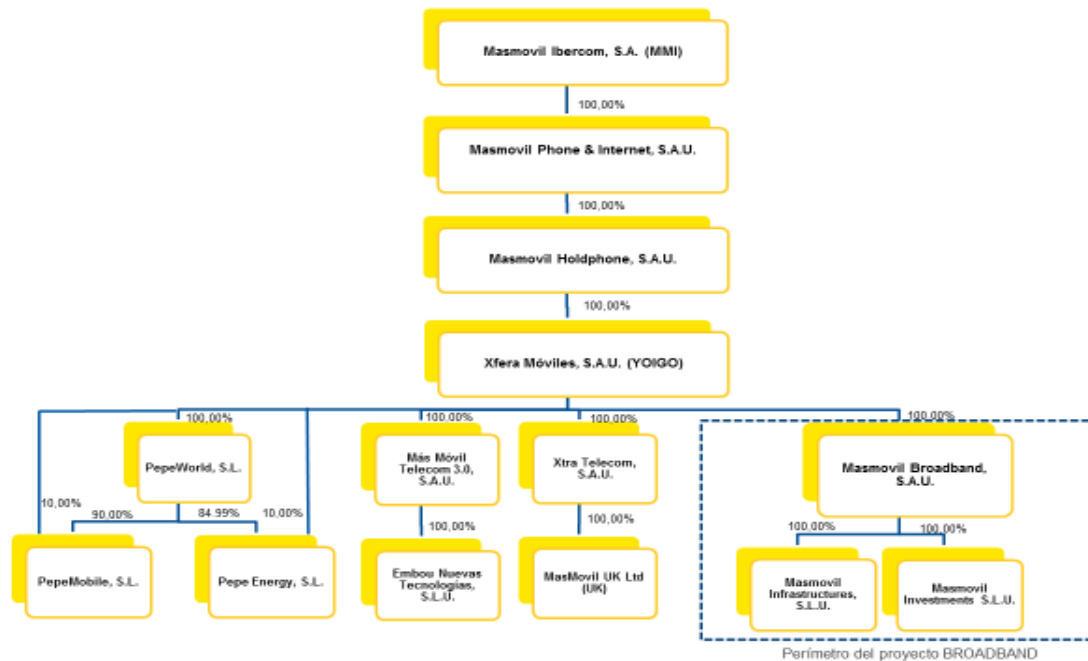 Masmovil Ibercom, S.A. (MMI)
100,00%
Masmovil Phone & Internet, S.A.U.
100,00%
Masmovil Holdphone, S.A.U.
100,00%
Xfera Móviles, S.A.U. (YOIGO)
100,00%
100,00%
100,00%
100,00%
PepeWorld, S.L.
Más Móvil
Telecom 3.0,
S.A.U.
Xtra Telecom,
S.A.U.
Masmovil Broadband,
S.A.U.
10,00%
90,00%
84.99%
10,00%
100,00%
100,00%
100,00%
100,00%
PepeMobile, S.L.
Pepe Energy, S.L.
Embou Nuevas
Tecnologías,
S.L.U.
MasMovil UK Ltd
(UK)
Masmovil
Infrastructures,
S.L.U.
Masmovil
Investments S.L.U.
Perímetro del proyecto BROADBAND